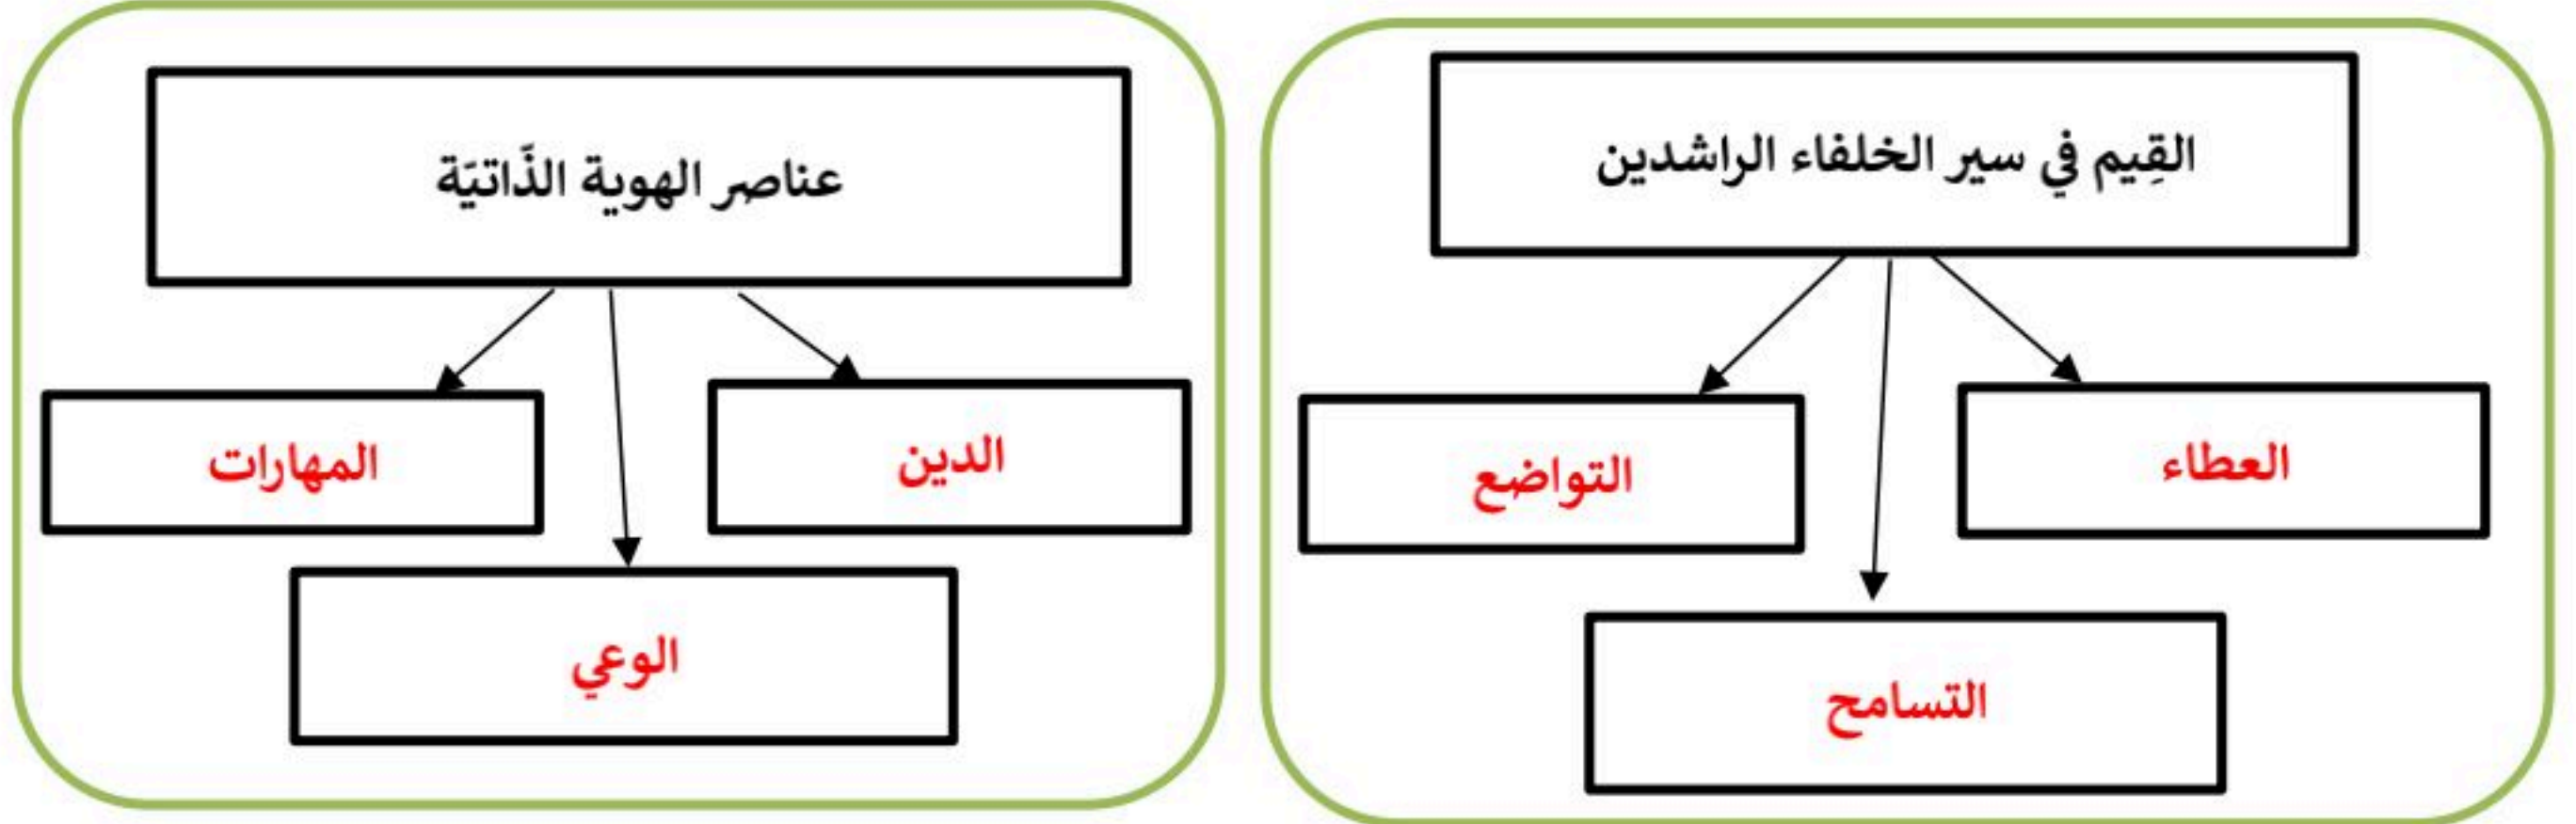 القِيم في سير الخلفاء الراشدين
العطاء
التواضع
التسامح
عناصر الهوية الذّاتيَة
الدين
المهارات
الوعي